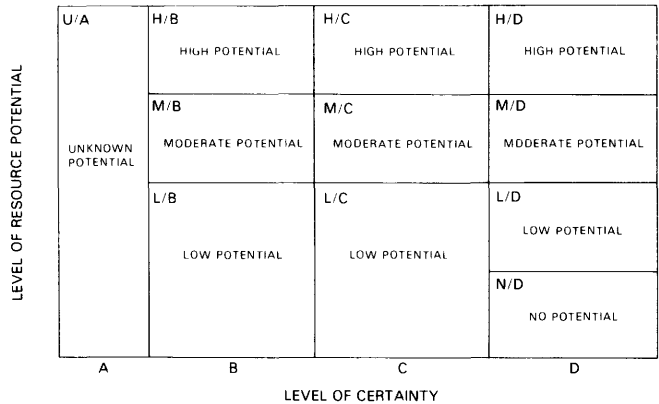 U/A H/B H/C H/D
HIGH POTENTIAL HIGH POTENTIAL HIGH POTENTIAL
M/B M/C M/D
UNKNOWN
POTENTIAL
MODERATE POTENTIAL MODERATE POTENTIAL MODERATE POTENTIAL
L/B L/C L/D
LOW POTENTIAL
LOW POTENTIAL LOW POTENTIAL
N/D
NO POTENTIAL
A B C D
LEVEL OF CERTAINTY
LEVEL OF RESOURCE POTENTIAL